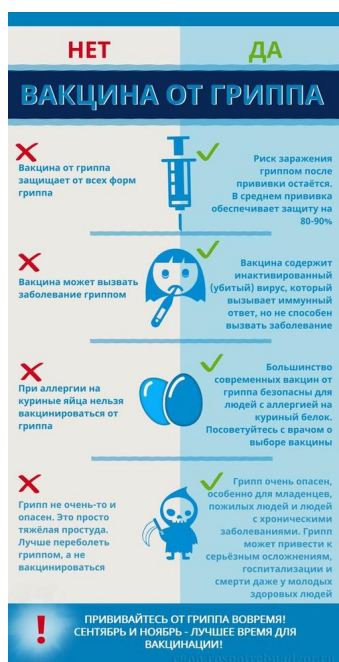 НЕТ
ДА
ВАКЦИНА ОТ ГРИППА
Вакцина от гриппа
защищает от всех форм
гриппа
Риск заражения
гриппом после
прививки остаётся.
В среднем прививка
обеспечивает защиту на
80-90%
Вакцина может вызвать
заболевание гриппом
Вакцина содержит
инактивированный
(убитый) вирус, который
вызывает иммунный
ответ, но не способен
вызвать заболевание
При аллергии на
куриные яйца нельзя
вакцинироваться от
гриппа
Большинство
современных вакцин от
гриппа безопасны для
людей с аллергией на
куриный белок.
Посоветуйтесь с врачом о
выборе вакцины
Грипп не очень-то и
опасен. Это просто
тяжёлая простуда.
Лучше переболеть
гриппом, а не
вакцинироваться
Грипп очень опасен,
особенно для младенцев,
пожилых людей и людей
с хроническими
заболеваниями. Грипп
может привести к
серьёзным осложнениям,
госпитализации и
смерти даже у молодых
здоровых людей
!
ПРИВИВАЙТЕСЬ ОТ ГРИППА ВОВРЕМЯ!
СЕНТЯБРЬ И НОЯБРЬ - ЛУЧШЕЕ ВРЕМЯ ДЛЯ
ВАКЦИНАЦИИ!